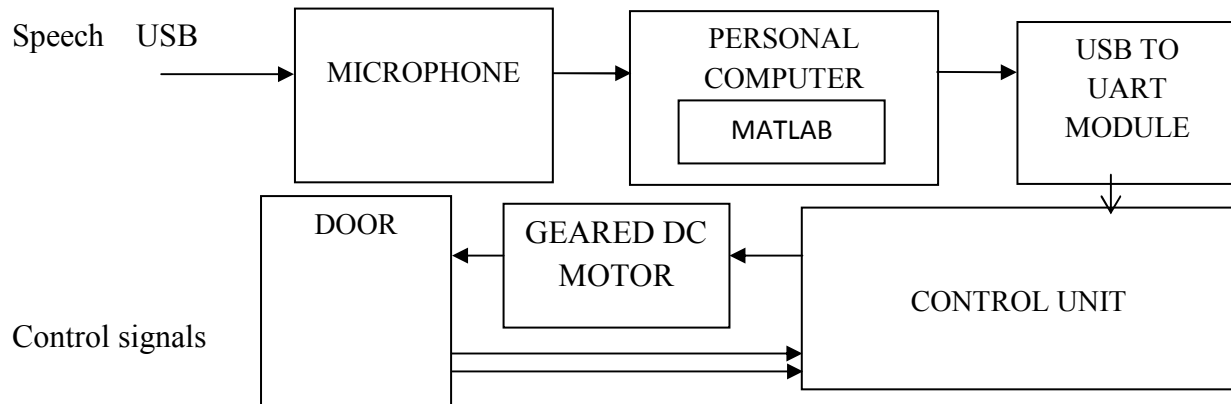 Speech USB
MICROPHONE
PERSONAL
COMPUTER
MATLAB
USB TO
UART
MODULE
DOOR
GEARED DC
MOTOR
CONTROL UNIT
Control signals